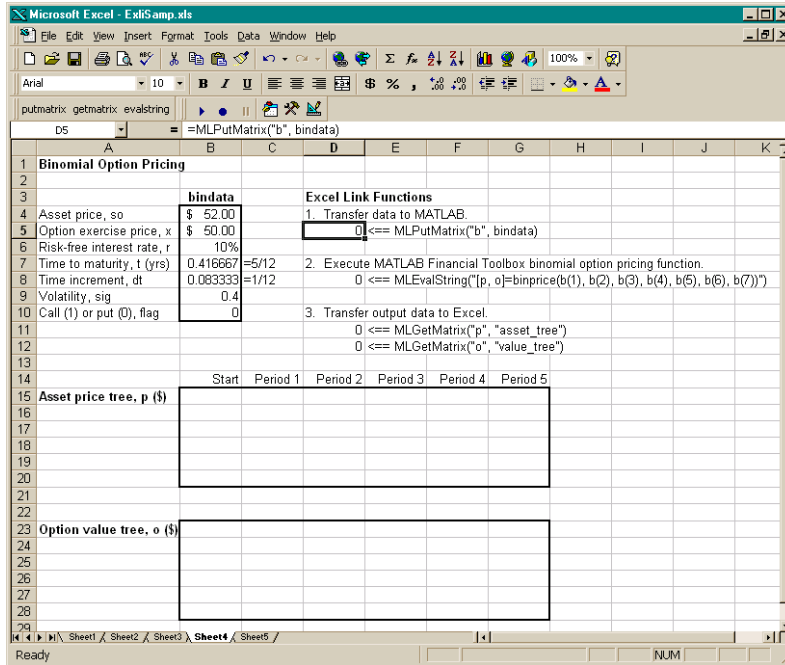 Microsoft Excel - ExliSamp.xls
File Edit View Insert Format Tools Data Window Help
100%
Arial 10 B I U $ % ,
putmatrix getmatrix evalstring
D5 = =MLPutMatrix("b", bindata)
A B C D E F G H I J K
1 Binomial Option Pricing
2
3 bindata Excel Link Functions
4 Asset price, so $ 52.00 1. Transfer data to MATLAB.
5 Option exercise price, x $ 50.00 0 <== MLPutMatrix("b", bindata)
6 Risk-free interest rate, r 10%
7 Time to maturity, t (yrs) 0.416667 =5/12 2. Execute MATLAB Financial Toolbox binomial option pricing function.
8 Time increment, dt 0.083333 =1/12 0 <== MLEvalString("[p, o]=binprice(b(1), b(2), b(3), b(4), b(5), b(6), b(7))")
9 Volatility, sig 0.4
10 Call (1) or put (0), flag 0 3. Transfer output data to Excel.
11 0 <== MLGetMatrix("p", "asset_tree")
12 0 <== MLGetMatrix("o", "value_tree")
13
14 Start Period 1 Period 2 Period 3 Period 4 Period 5
15 Asset price tree, p ($)
16
17
18
19
20
21
22
23 Option value tree, o ($)
24
25
26
27
28
29
Sheet1 Sheet2 Sheet3 Sheet4 Sheet5
Ready NUM